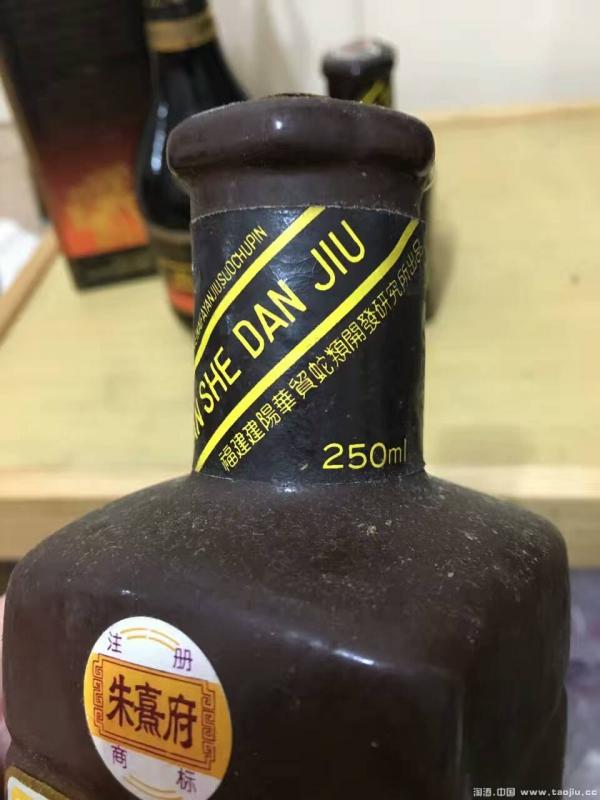 NFAYANJIUSUOCHUPIN
SHE DAN JIU
福建建陽華貿蛇類開發研究所出品
250ml
注册
朱熹府
商标
淘酒.中国 www.taojiu.cc